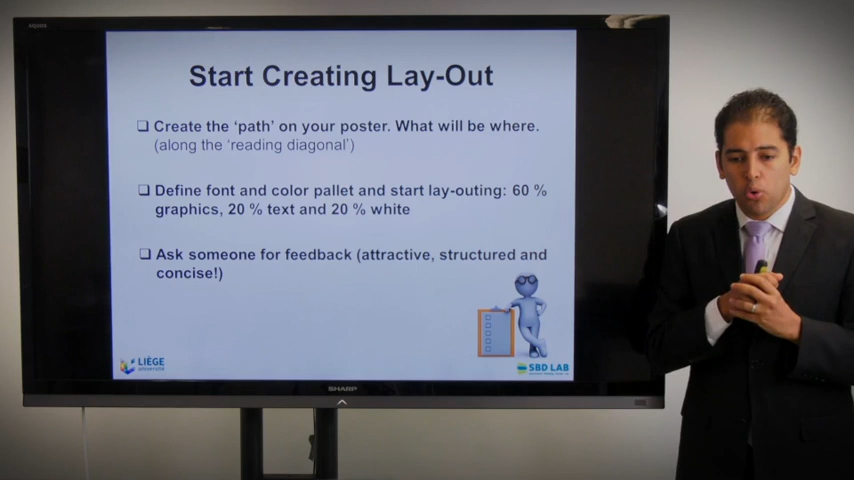 Start Creating Lay-Out
❑ Create the ‘path’ on your poster. What will be where.
(along the ‘reading diagonal’)
❑ Define font and color pallet and start lay-outing: 60 %
graphics, 20 % text and 20 % white
❑ Ask someone for feedback (attractive, structured and
concise!)
LIÈGE
université
SBD LAB
SHARP